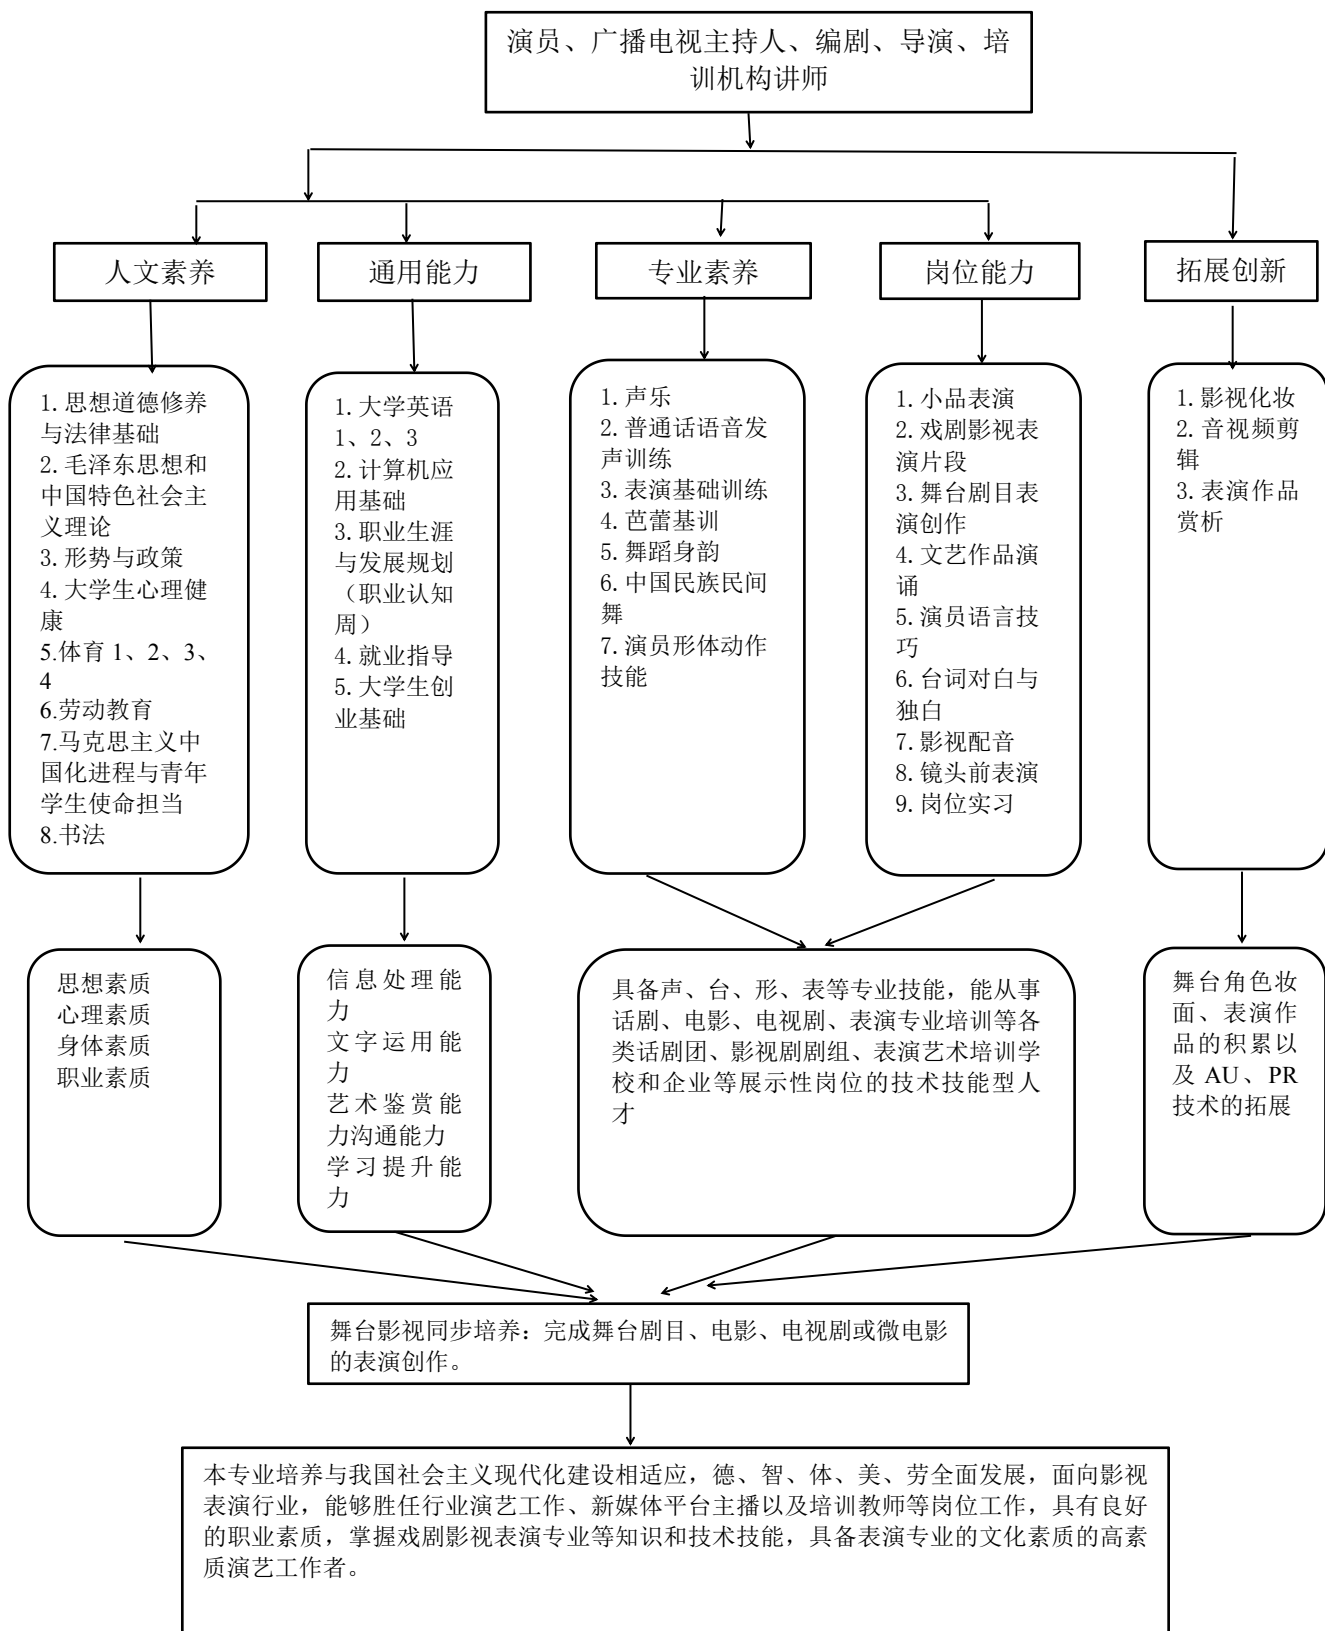 演员、广播电视主持人、编剧、导演、培
训机构讲师
人文素养
通用能力
专业素养
岗位能力
拓展创新
1.思想道德修养
与法律基础
2.毛泽东思想和
中国特色社会主
义理论
3.形势与政策
4.大学生心理健
康
5.体育 1、2、3、
4
6.劳动教育
7.马克思主义中
国化进程与青年
学生使命担当
8.书法
1.大学英语
1、2、3
2.计算机应
用基础
3.职业生涯
与发展规划
（职业认知
周）
4.就业指导
5.大学生创
业基础
1.声乐
2.普通话语音发
声训练
3.表演基础训练
4.芭蕾基训
5.舞蹈身韵
6.中国民族民间
舞
7.演员形体动作
技能
1.小品表演
2.戏剧影视表
演片段
3.舞台剧目表
演创作
4.文艺作品演
诵
5.演员语言技
巧
6.台词对白与
独白
7.影视配音
8.镜头前表演
9.岗位实习
1.影视化妆
2.音视频剪
辑
3.表演作品
赏析
思想素质
心理素质
身体素质
职业素质
信息处理能
力
文字运用能
力
艺术鉴赏能
力沟通能力
学习提升能
力
具备声、台、形、表等专业技能，能从事
话剧、电影、电视剧、表演专业培训等各
类话剧团、影视剧剧组、表演艺术培训学
校和企业等展示性岗位的技术技能型人
才
舞台角色妆
面、表演作
品的积累以
及 AU、PR
技术的拓展
舞台影视同步培养：完成舞台剧目、电影、电视剧或微电影
的表演创作。
本专业培养与我国社会主义现代化建设相适应，德、智、体、美、劳全面发展，面向影视
表演行业，能够胜任行业演艺工作、新媒体平台主播以及培训教师等岗位工作，具有良好
的职业素质，掌握戏剧影视表演专业等知识和技术技能，具备表演专业的文化素质的高素
质演艺工作者。